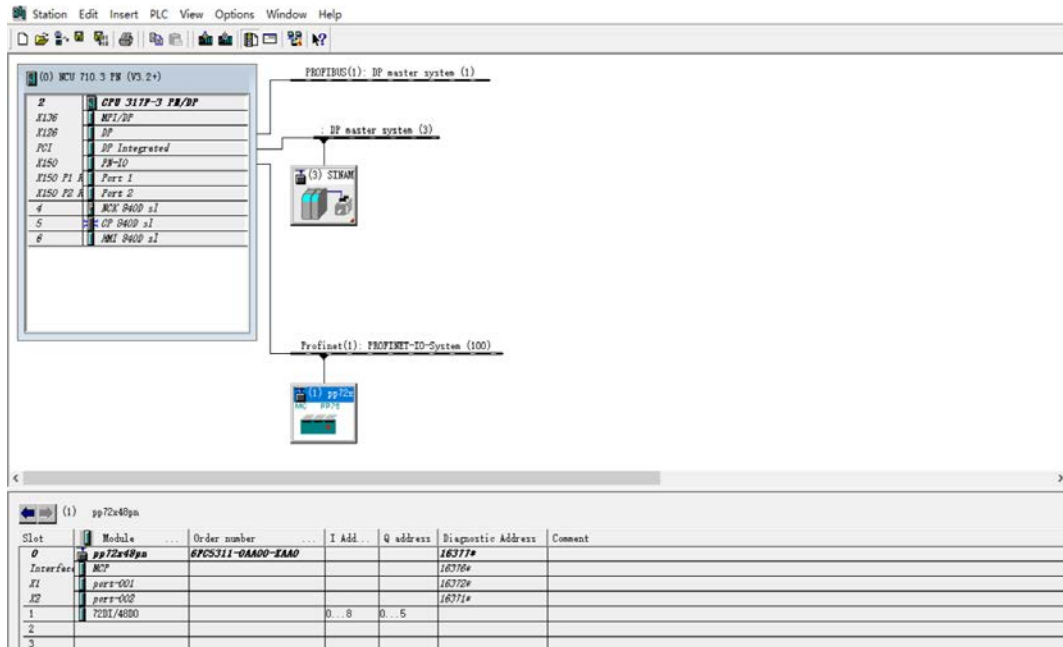 Station Edit Insert PLC View Options Window Help
(0) NCU 710.3 PN (V3.2+)
2 CPU 317F-3 PN/DP
X136 MPI/DP
X126 DP
PCI DP Integrated
X150 PN-IO
X150 P1 R Port 1
X150 P2 R Port 2
4 NCK 840D sl
5 CP 840D sl
6 HMI 840D sl
PROFIBUS(1): DP master system (1)
: DP master system (3)
(3) SINAM
Profinet(1): PROFINET-IO-System (100)
(1) pp72x
(1) pp72x48pn
Slot Module ... Order number ... I Add... Q address Diagnostic Address Comment
0 pp72x48pn 6FC5311-0AA00-XAA0 16377*
Interface MCP 16376*
X1 port-001 16372*
X2 port-002 16371*
1 72DI/48DO 0...8 0...5
2
3